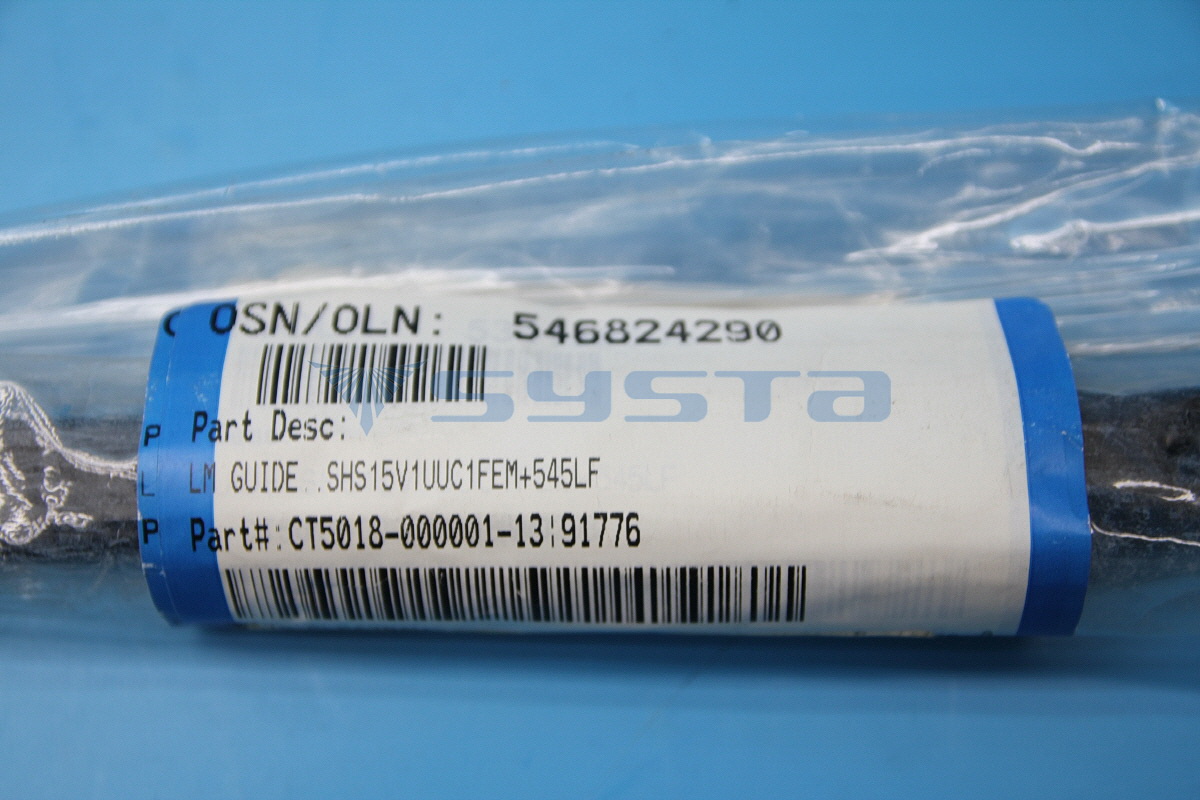 OSN/OLN: 546824290
SYSTA
Part Desc:
LM GUIDE..SHS15V1UUC1FEM+545LF
Part#:CT5018-000001-13¦91776
P
L
P